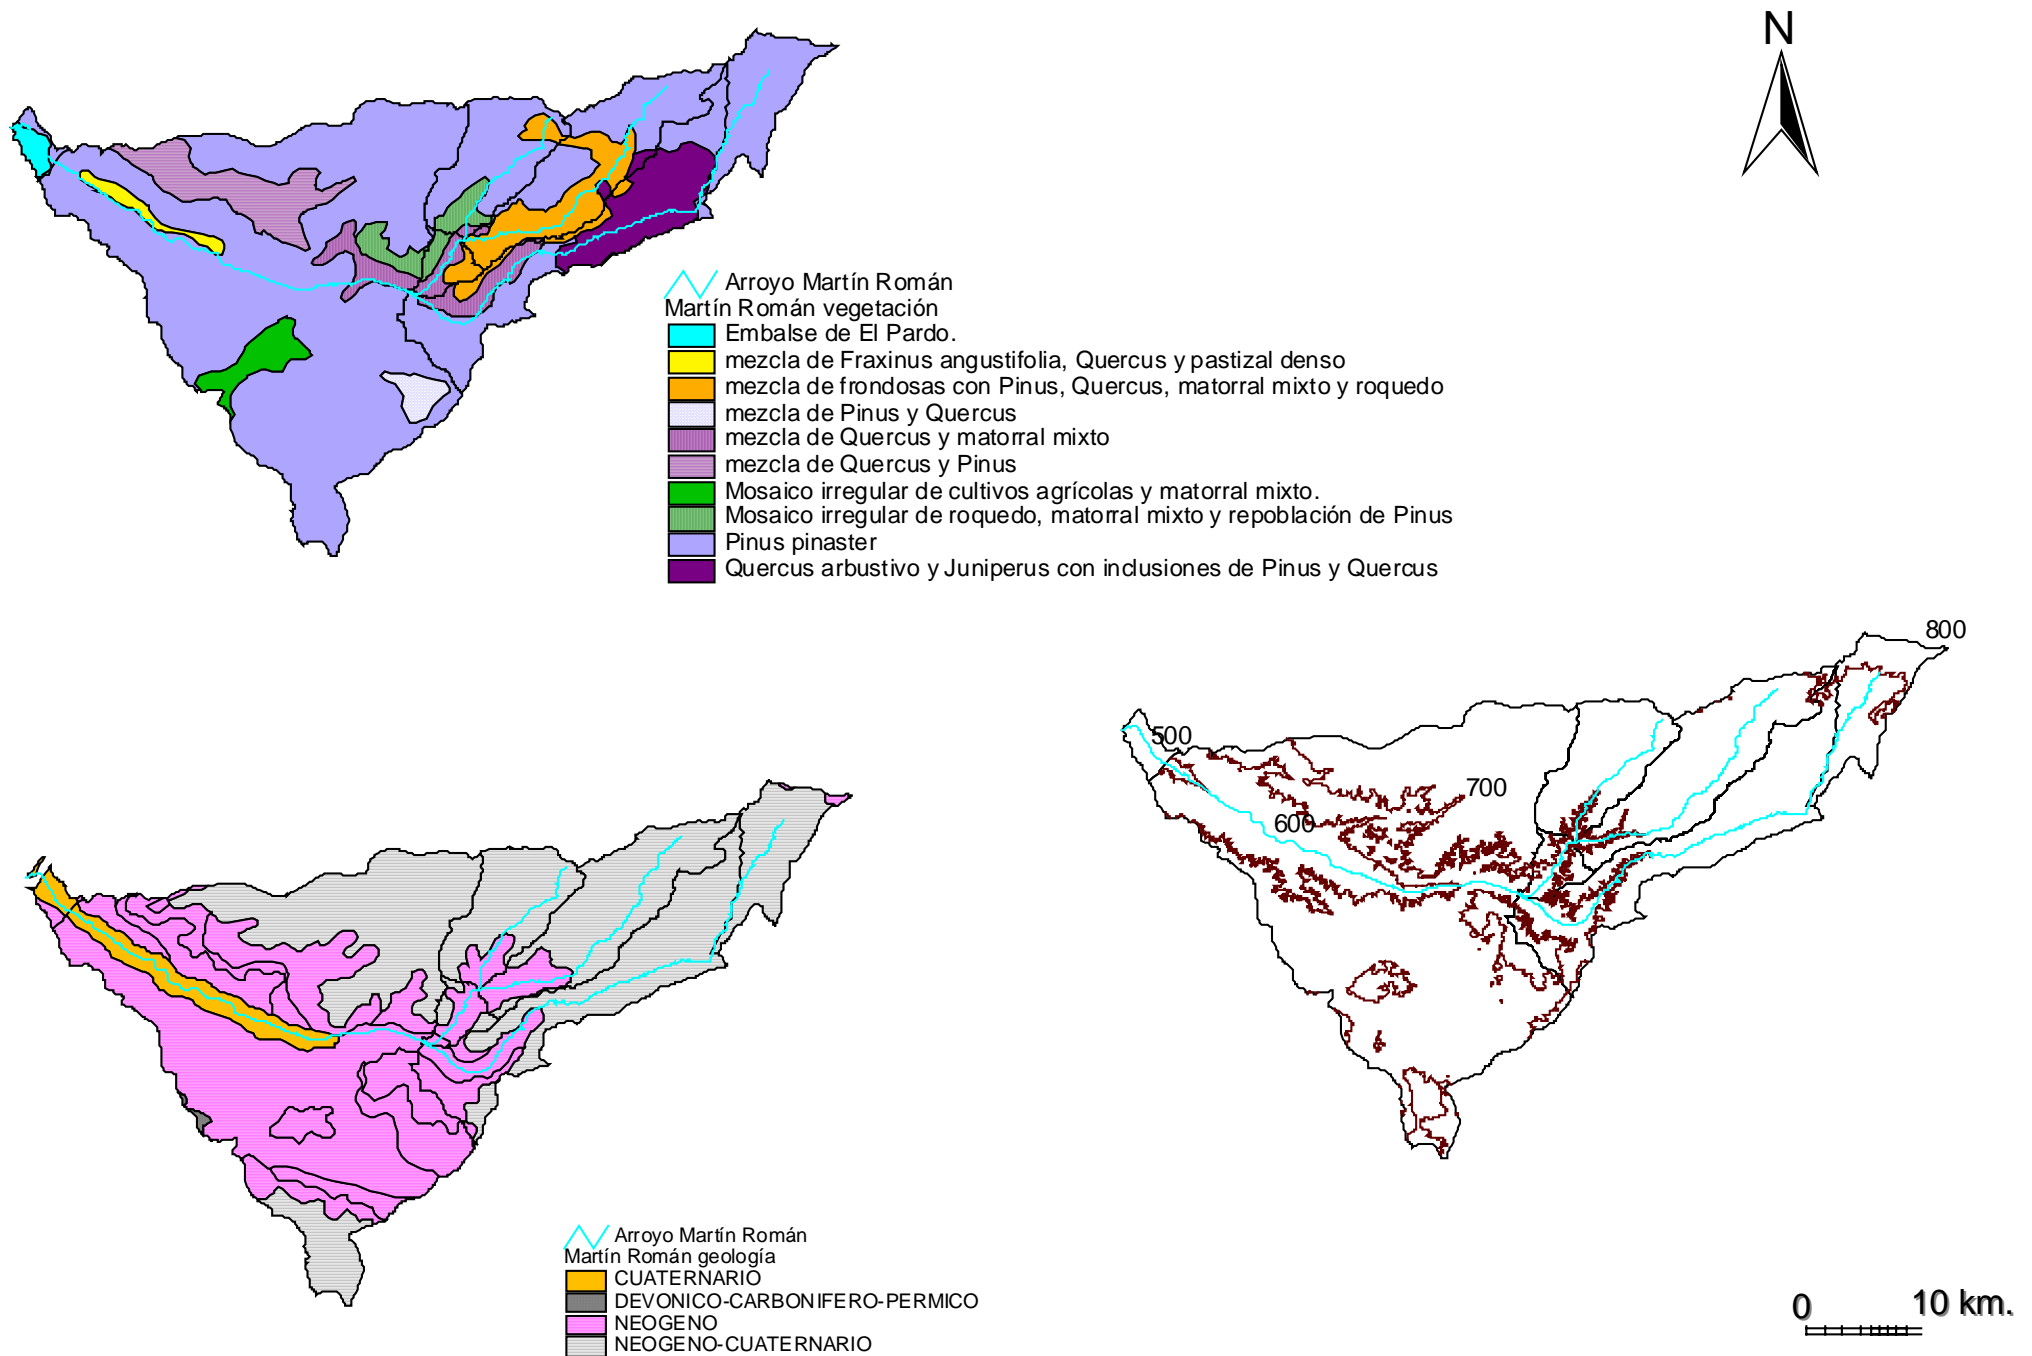 N
Arroyo Martín Román
Martín Román vegetación
Embalse de El Pardo.
mezcla de Fraxinus angustifolia, Quercus y pastizal denso
mezcla de frondosas con Pinus, Quercus, matorral mixto y roquedo
mezcla de Pinus y Quercus
mezcla de Quercus y matorral mixto
mezcla de Quercus y Pinus
Mosaico irregular de cultivos agrícolas y matorral mixto.
Mosaico irregular de roquedo, matorral mixto y repoblación de Pinus
Pinus pinaster
Quercus arbustivo y Juniperus con inclusiones de Pinus y Quercus
800
500
700
600
Arroyo Martín Román
Martín Román geología
CUATERNARIO
DEVONICO-CARBONIFERO-PERMICO
NEOGENO
NEOGENO-CUATERNARIO
0 10 km.